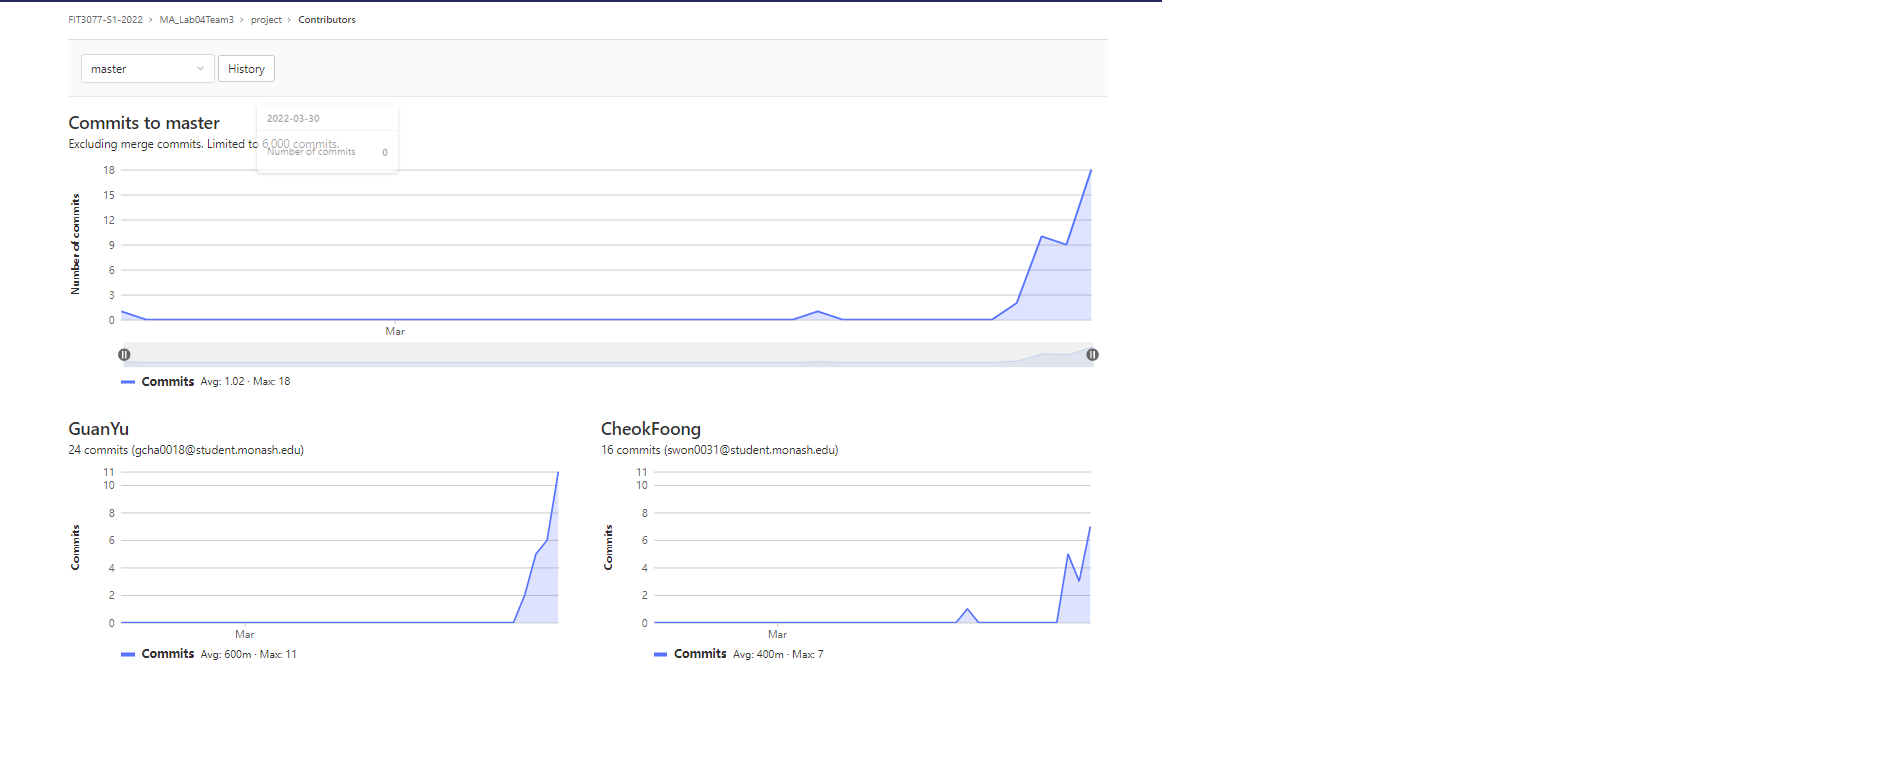 FIT3077-S1-2022 › MA_Lab04Team3 › project › Contributors
master History
2022-03-30
Commits to master
Excluding merge commits. Limited to 6,000 commits.
Number of commits 0
Number of commits
18
15
12
9
6
3
0
Mar
Commits Avg: 1.02 · Max: 18
GuanYu
24 commits (gcha0018@student.monash.edu)
Commits
11
10
8
6
4
2
0
Mar
Commits Avg: 600m · Max: 11
CheokFoong
16 commits (swon0031@student.monash.edu)
Commits
11
10
8
6
4
2
0
Mar
Commits Avg: 400m · Max: 7